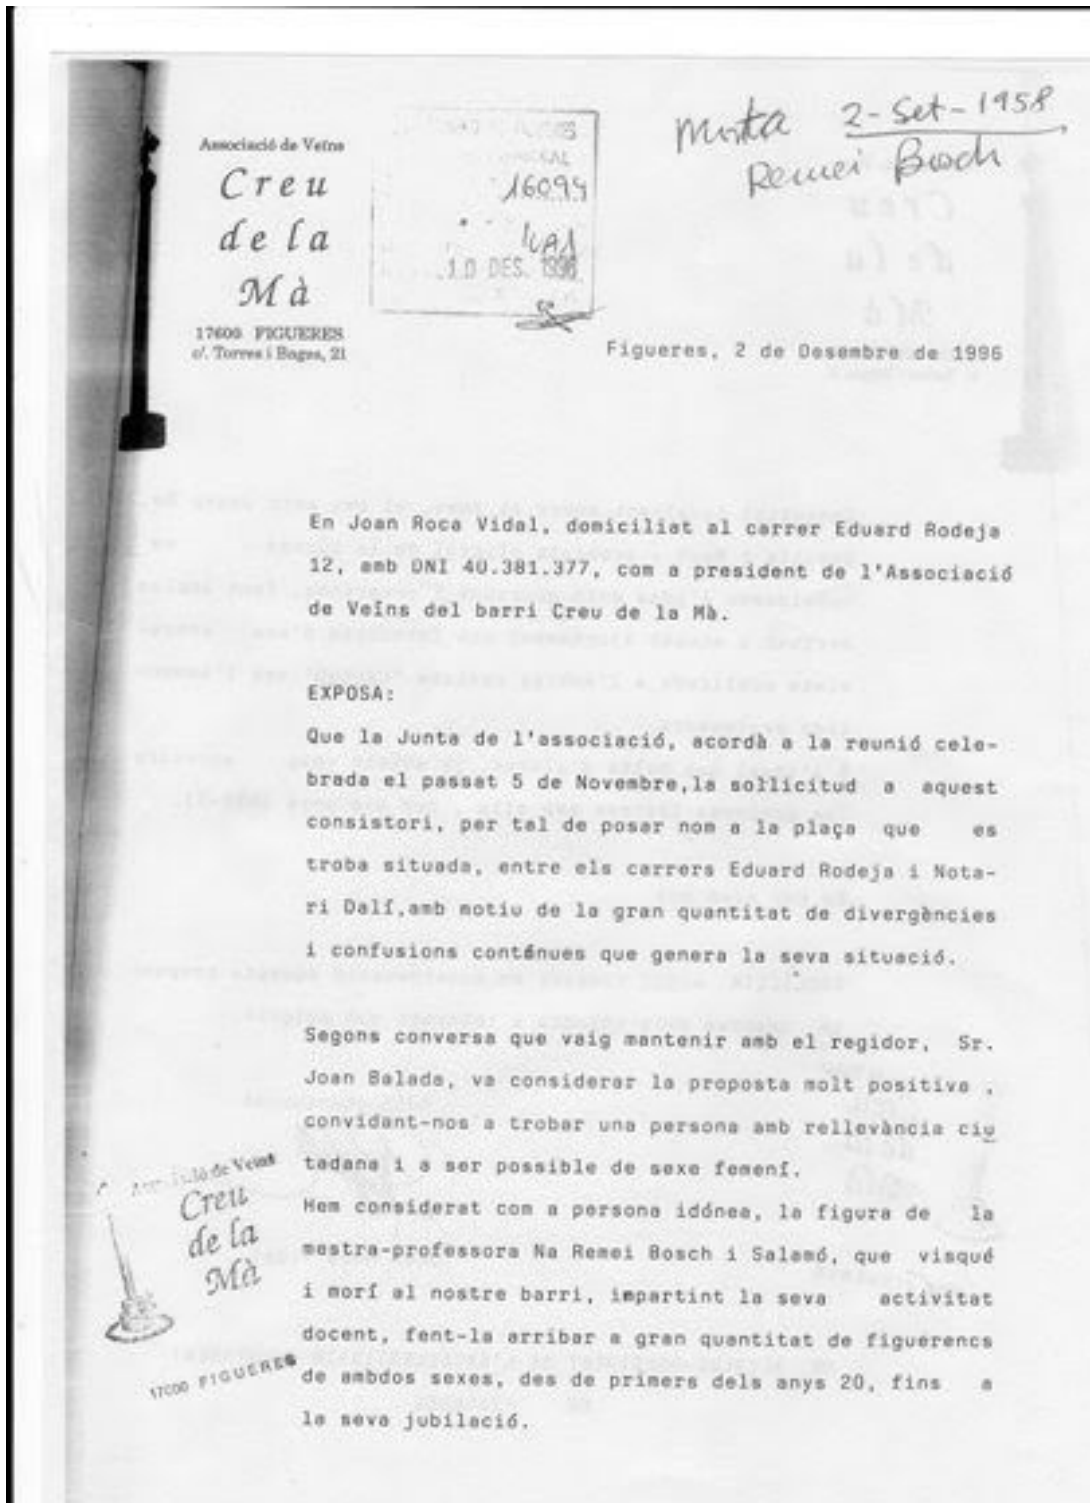 Morta 2-Set-1958
Remei Bosch
Associació de Veïns
Creu
de la
Mà
17600 FIGUERES
c/. Torres i Bages, 21
16094
10 DES. 1996
Figueres, 2 de Desembre de 1996
En Joan Roca Vidal, domiciliat al carrer Eduard Rodeja
12, amb DNI 40.381.377, com a president de l'Associació
de Veïns del barri Creu de la Mà.
EXPOSA:
Que la Junta de l'associació, acordà a la reunió cele-
brada el passat 5 de Novembre,la sol·licitud a aquest
consistori, per tal de posar nom a la plaça que es
troba situada, entre els carrers Eduard Rodeja i Nota-
ri Dalí,amb motiu de la gran quantitat de divergències
i confusions conténues que genera la seva situació.
Segons conversa que vaig mantenir amb el regidor, Sr.
Joan Balada, va considerar la proposta molt positiva ,
convidant-nos a trobar una persona amb rellevància ciu
tadana i a ser possible de sexe femení.
Hem considerat com a persona idónea, la figura de la
mestra-professora Na Remei Bosch i Salamó, que visqué
i morí al nostre barri, impartint la seva activitat
docent, fent-la arribar a gran quantitat de figuerencs
de ambdos sexes, des de primers dels anys 20, fins a
la seva jubilació.
Associació de Veïns
Creu
de la
Mà
17600 FIGUERES